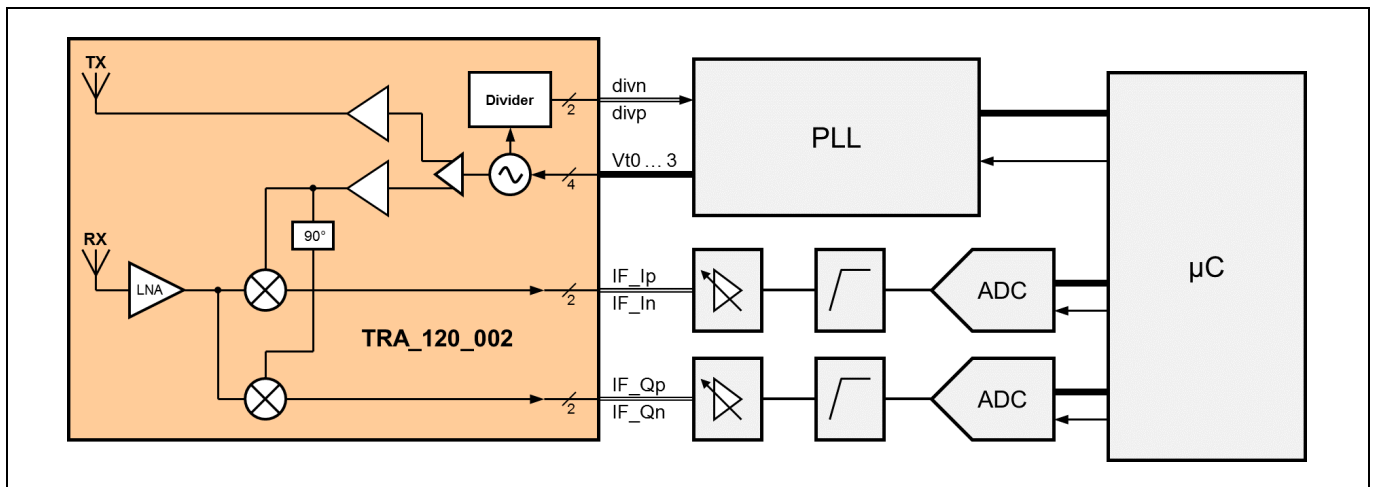 TX
Divider
2
divn
divp
PLL
Vt0 ... 3
4
90°
RX
LNA
IF_Ip
2
IF_In
TRA_120_002
ADC
µC
IF_Qp
2
IF_Qn
ADC